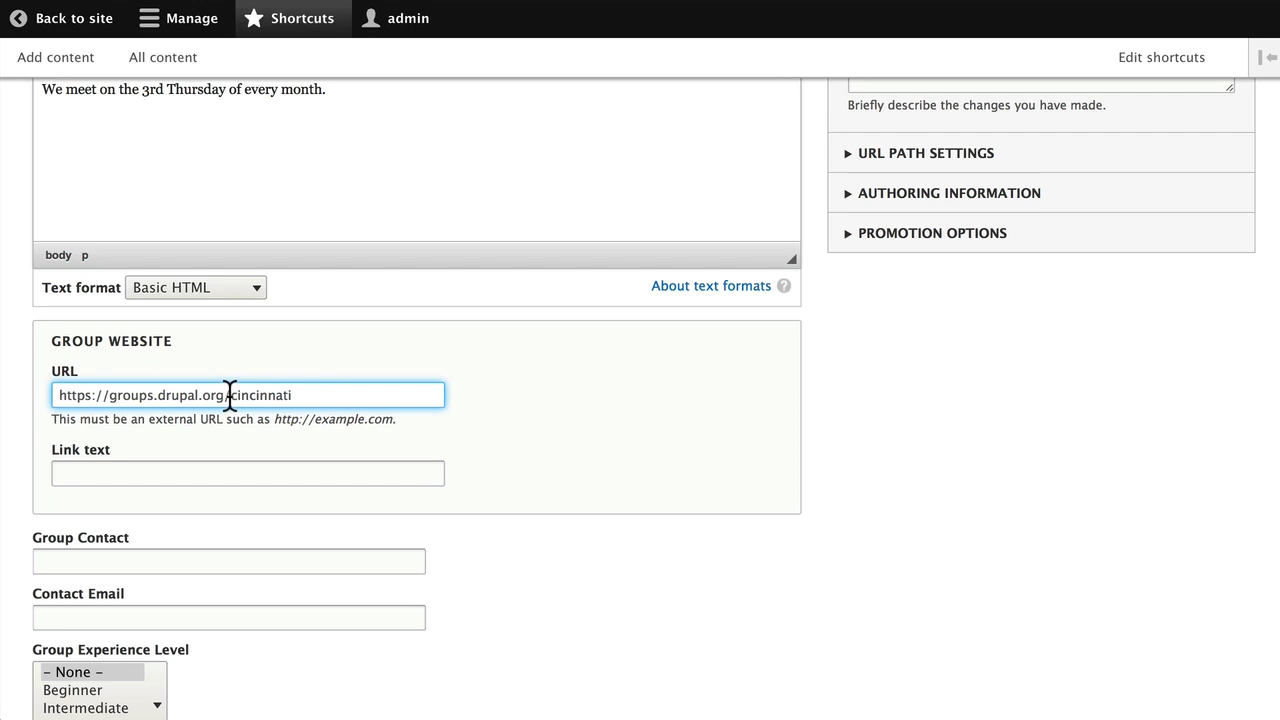 Back to site
Manage
Shortcuts
admin
Add content
All content
Edit shortcuts
We meet on the 3rd Thursday of every month.
body p
Text format Basic HTML
About text formats ?
GROUP WEBSITE
URL
https://groups.drupal.org/cincinnati
This must be an external URL such as http://example.com.
Link text
Group Contact
Contact Email
Group Experience Level
- None -
Beginner
Intermediate
Briefly describe the changes you have made.
URL PATH SETTINGS
AUTHORING INFORMATION
PROMOTION OPTIONS